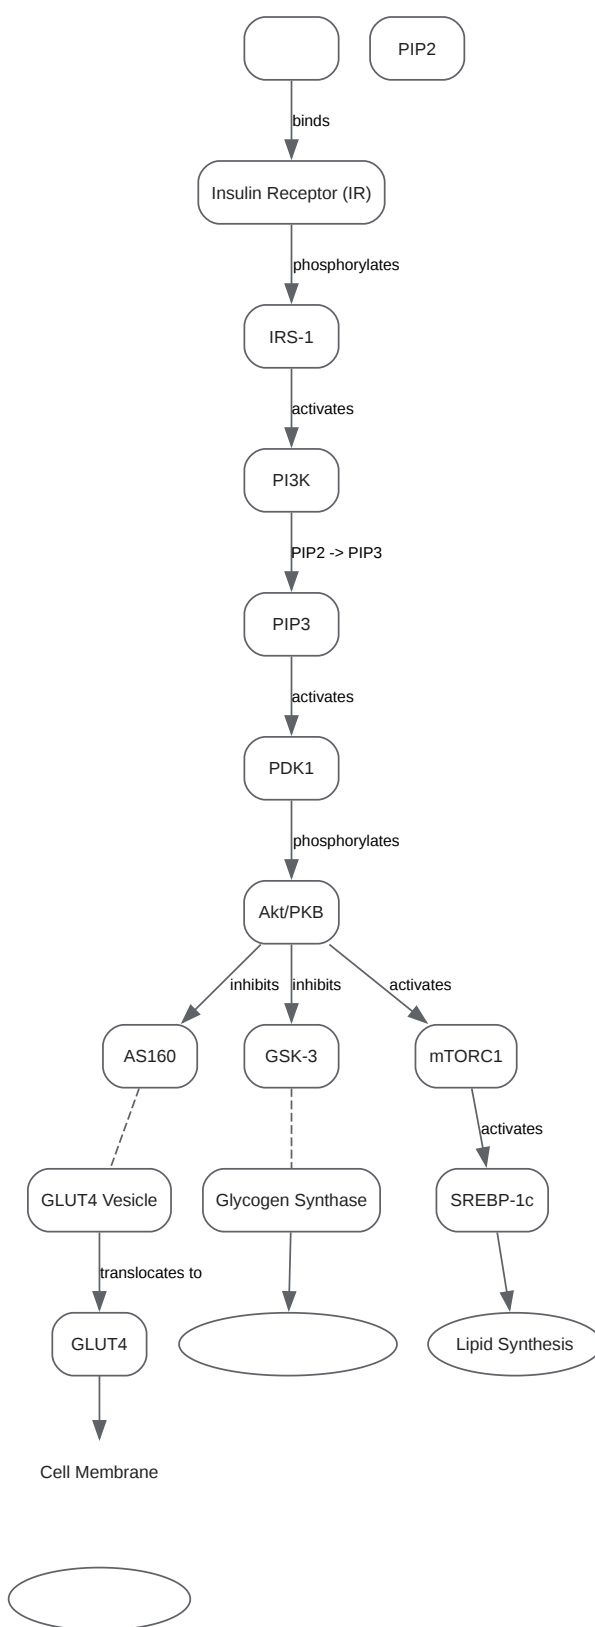 PIP2
binds
Insulin Receptor (IR)
phosphorylates
IRS-1
activates
PI3K
PIP2 -> PIP3
PIP3
activates
PDK1
phosphorylates
Akt/PKB
inhibits
inhibits
activates
AS160
GSK-3
mTORC1
activates
GLUT4 Vesicle
Glycogen Synthase
SREBP-1c
translocates to
GLUT4
Lipid Synthesis
Cell Membrane